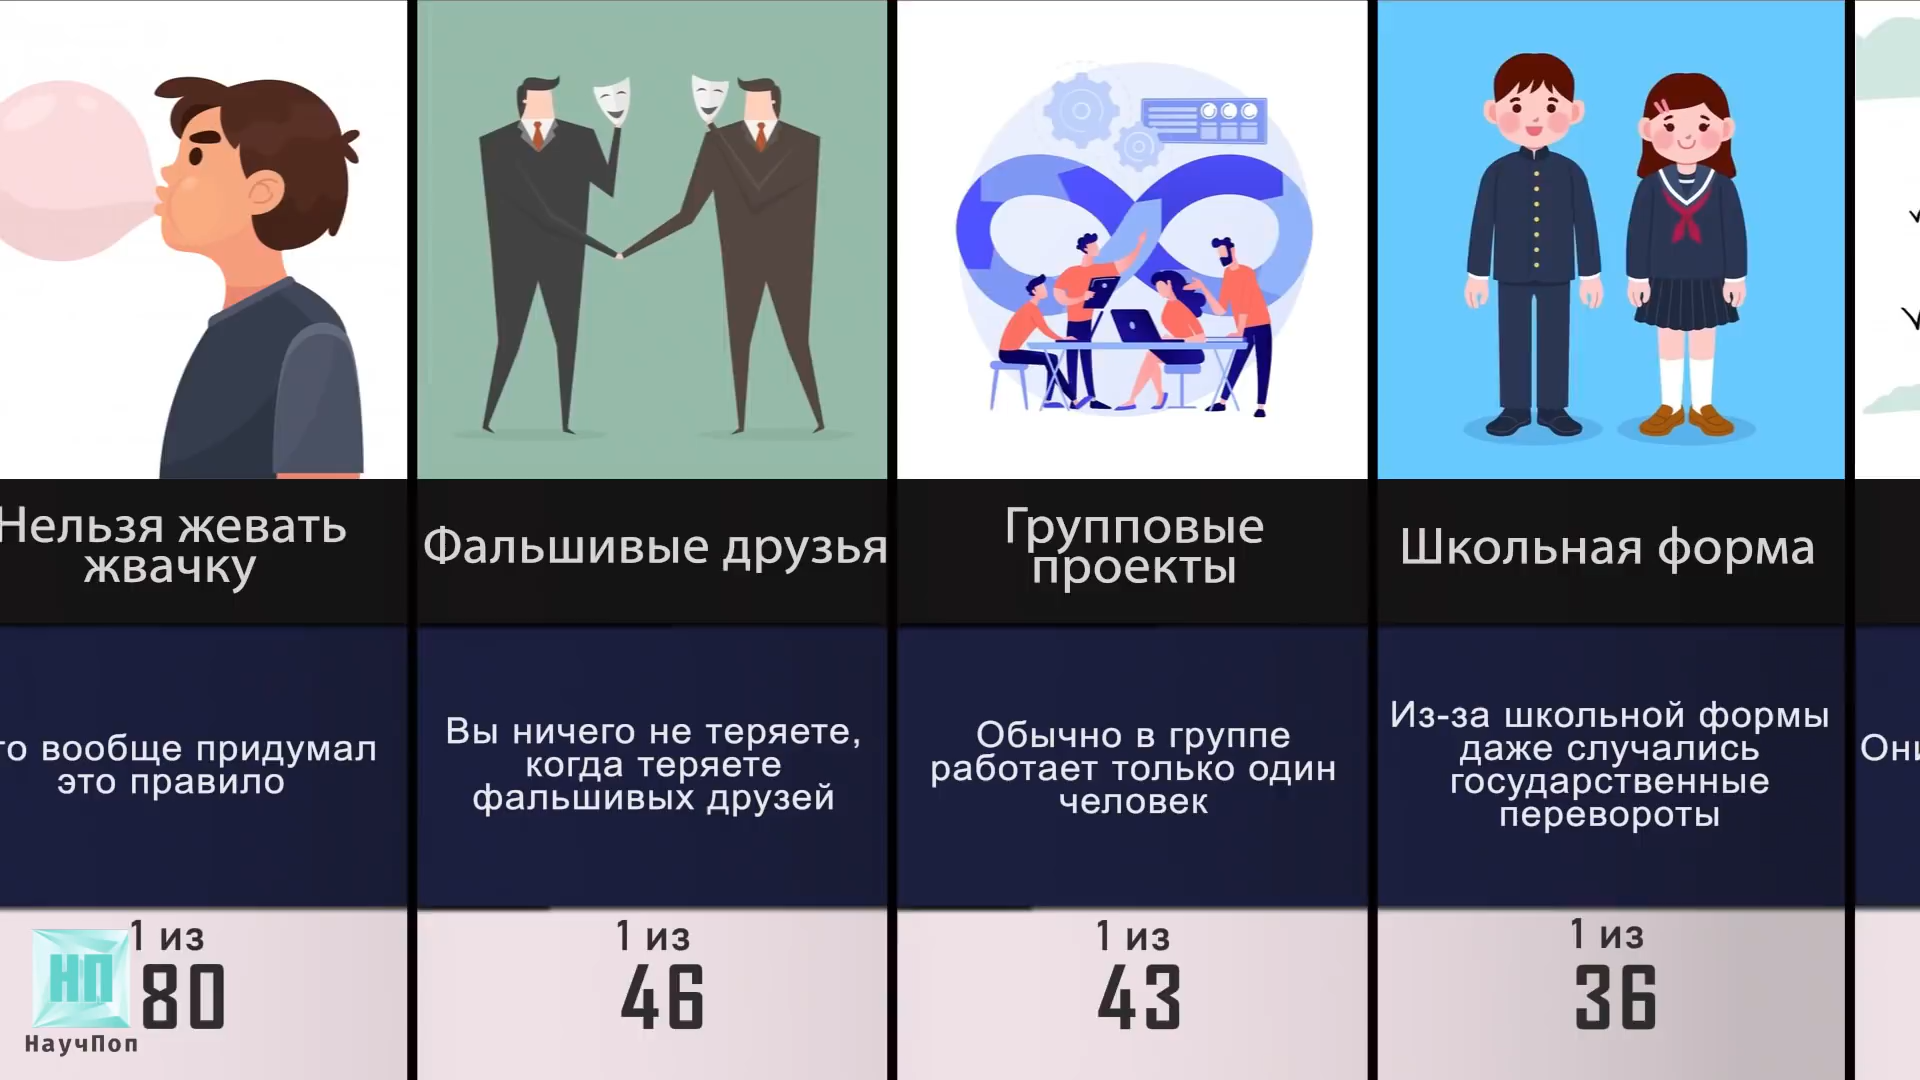 Нельзя жевать
жвачку
вообще придумал
это правило
1 из
80
Фальшивые друзья
Вы ничего не теряете,
когда теряете
фальшивых друзей
1 из
46
Групповые
проекты
Обычно в группе
работает только один
человек
1 из
43
Школьная форма
Из-за школьной формы
даже случались
государственные
перевороты
1 из
36
НП
НаучПоп